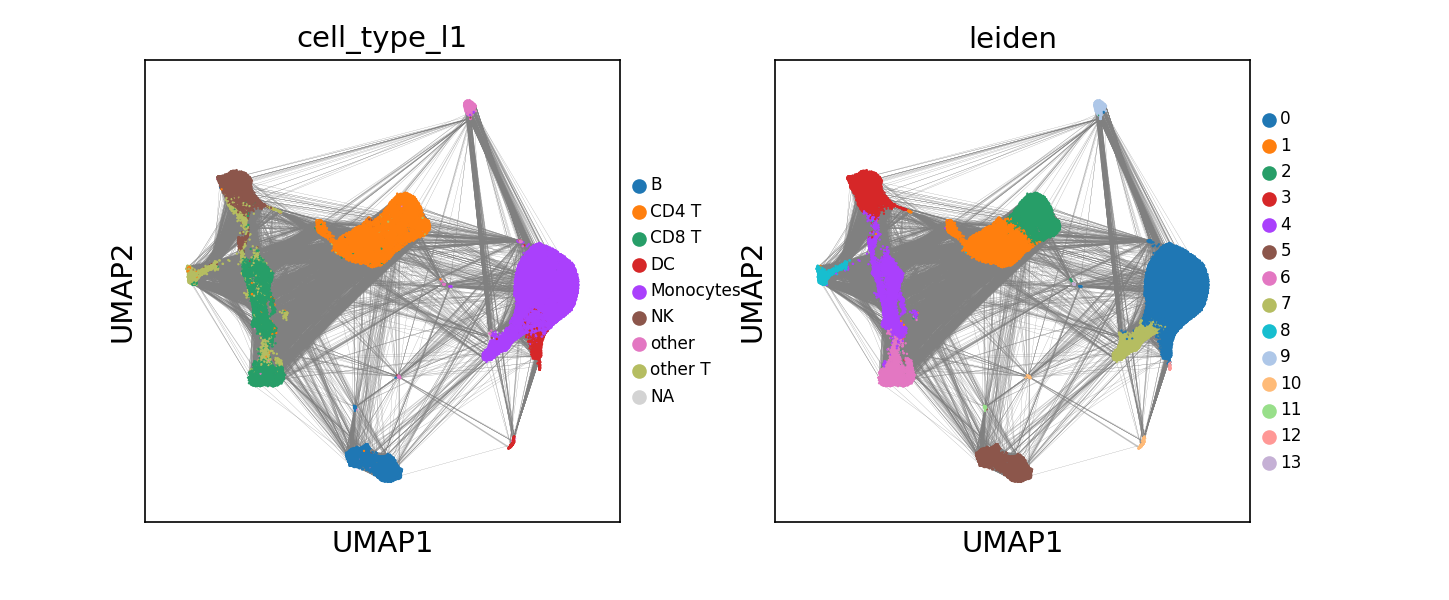 cell_type_l1
UMAP2
UMAP1
B
CD4 T
CD8 T
DC
Monocytes
NK
other
other T
NA
leiden
UMAP2
UMAP1
0
1
2
3
4
5
6
7
8
9
10
11
12
13